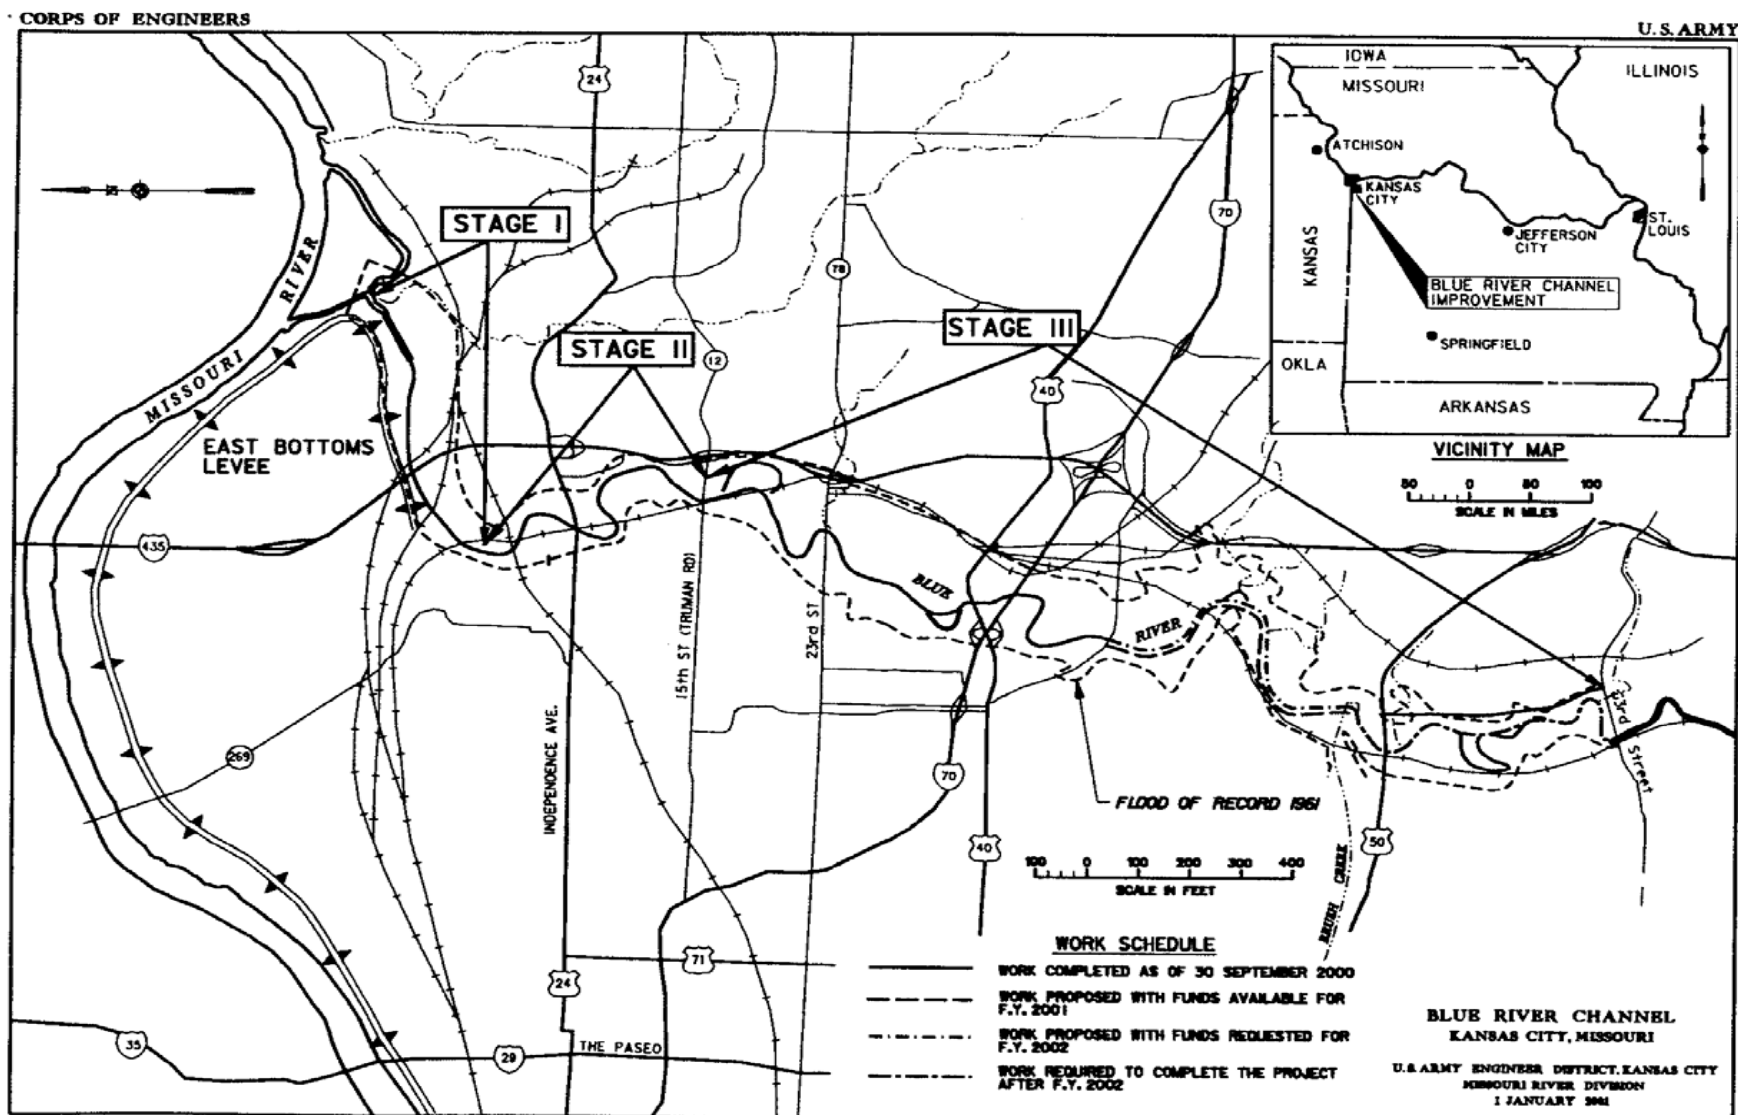 CORPS OF ENGINEERS
U.S. ARMY
IOWA
MISSOURI
ILLINOIS
ATCHISON
KANSAS
CITY
ST.
LOUIS
JEFFERSON
CITY
KANSAS
BLUE RIVER CHANNEL
IMPROVEMENT
SPRINGFIELD
OKLA
ARKANSAS
VICINITY MAP
50 0 50 100
SCALE IN MILES
24
N
STAGE I
70
RIVER
78
STAGE III
STAGE II
12
MISSOURI
40
EAST BOTTOMS
LEVEE
435
BLUE
RIVER
15th ST (TRUMAN RD)
23rd ST
63rd
Street
INDEPENDENCE AVE.
269
70
FLOOD OF RECORD 1961
40
50
100 0 100 200 300 400
SCALE IN FEET
BRUSH CREEK
WORK SCHEDULE
WORK COMPLETED AS OF 30 SEPTEMBER 2000
WORK PROPOSED WITH FUNDS AVAILABLE FOR
F.Y. 2001
WORK PROPOSED WITH FUNDS REQUESTED FOR
F.Y. 2002
WORK REQUIRED TO COMPLETE THE PROJECT
AFTER F.Y. 2002
71
24
35
29
THE PASEO
BLUE RIVER CHANNEL
KANSAS CITY, MISSOURI
U.S. ARMY ENGINEER DISTRICT, KANSAS CITY
MISSOURI RIVER DIVISION
1 JANUARY 2001